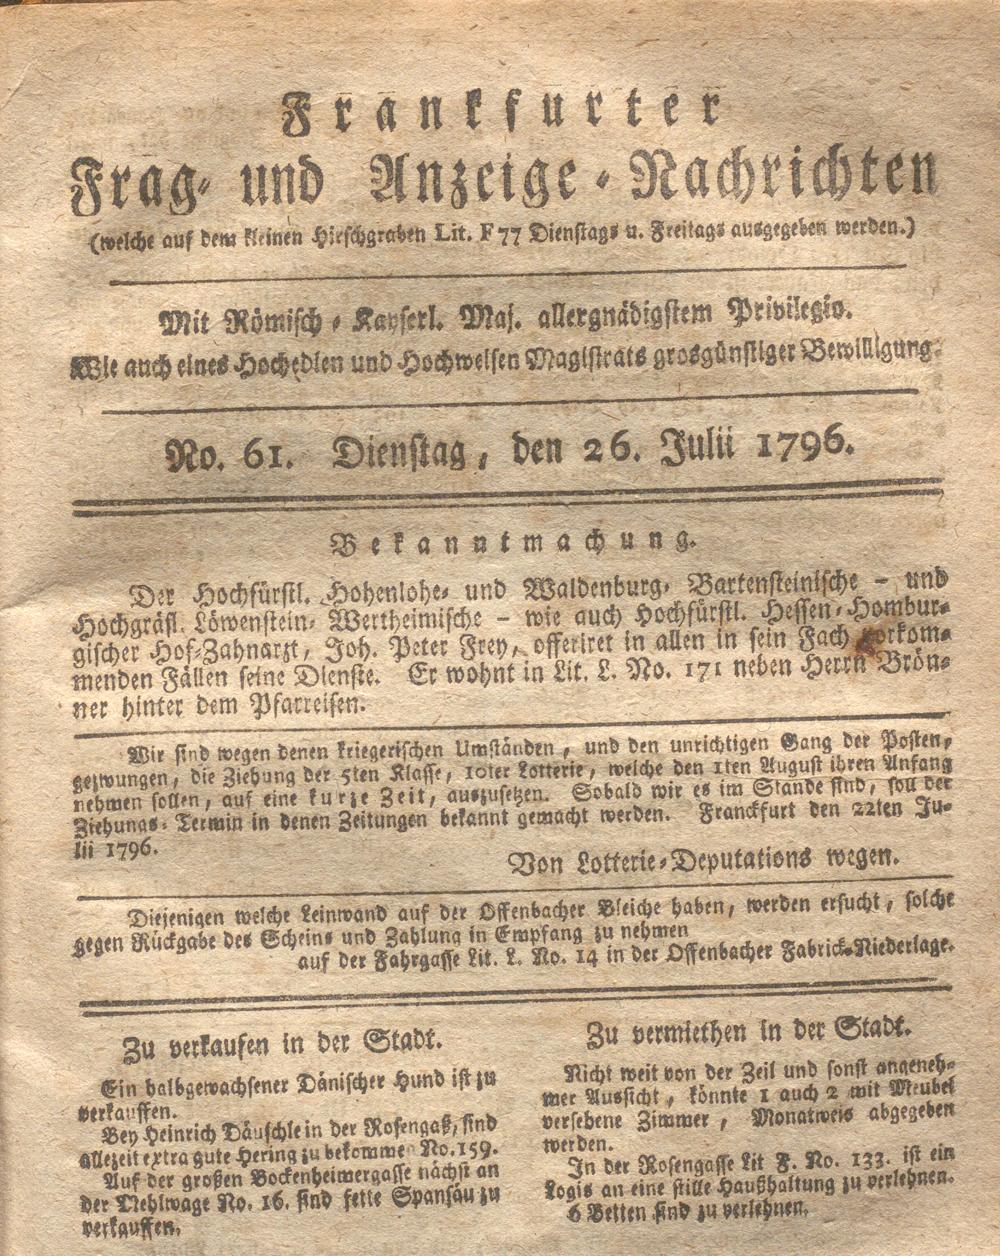 Frankfurter
Frag- und Anzeige-Nachrichten
(welche auf dem kleinen Hirschgraben Lit. F 77 Dienstags u. Freitags ausgegeben werden.)
Mit Römisch-Kayserl. Maj. allergnädigstem Privilegio.
Wie auch eines Hochedlen und Hochweisen Magistrats grosgünstiger Bewilligung.
No. 61. Dienstag, den 26. Julii 1796.
Bekanntmachung.
Der Hochfürstl. Hohenlohe- und Waldenburg- Bartensteinische - und
Hochgräfl. Löwenstein- Wertheimische - wie auch Hochfürstl. Hessen-Hombur-
gischer Hof-Zahnarzt, Joh. Peter Frey, offeriret in allen in sein Fach vorkom-
menden Fällen seine Dienste. Er wohnt in Lit. L. No. 171 neben Herrn Brön-
ner hinter dem Pfarreisen.
Wir sind wegen denen kriegerischen Umständen, und den unrichtigen Gang der Posten,
gezwungen, die Ziehung der 5ten Klasse, 10ter Lotterie, welche den 1ten August ihren Anfang
nehmen sollen, auf eine kurze Zeit, auszusetzen. Sobald wir es im Stande sind, soll der
Ziehungs-Termin in denen Zeitungen bekannt gemacht werden. Franckfurt den 22ten Ju-
lii 1796.
Von Lotterie-Deputations wegen.
Diejenigen welche Leinwand auf der Offenbacher Bleiche haben, werden ersucht, solche
gegen Rückgabe des Scheins und Zahlung in Empfang zu nehmen
auf der Fahrgasse Lit. L. No. 14 in der Offenbacher Fabrick-Niederlage.
Zu verkaufen in der Stadt.
Ein halbgewachsener Dänischer Hund ist zu
verkauffen.
Bey Heinrich Däuschle in der Rosengaß, sind
allezeit extra gute Hering zu bekomme No. 159.
Auf der großen Bockenheimergasse nächst an
der Mehlwage No. 16. sind fette Spansäu zu
verkauffen.
Zu vermiethen in der Stadt.
Nicht weit von der Zeil und sonst angeneh-
mer Aussicht, könnte 1 auch 2 mit Meubel
versehene Zimmer, Monatweis abgegeben
werden.
In der Rosengasse Lit F. No. 133. ist ein
Logis an eine stille Haußhaltung zu verlehnen.
6 Betten sind zu verlehnen.